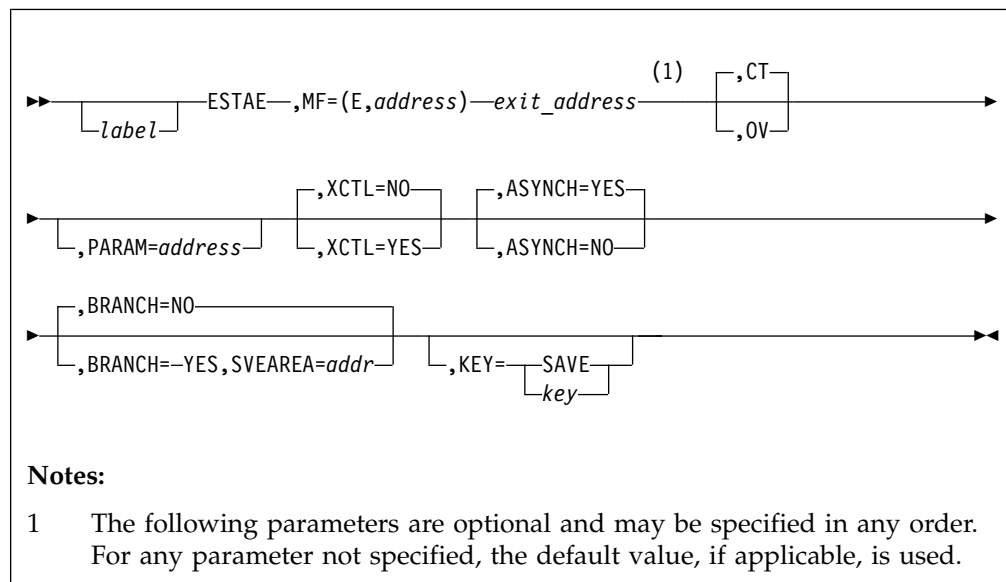 (1) ,CT
ESTAE ,MF=(E,address) exit_address
label ,OV
,XCTL=NO ,ASYNCH=YES
,PARAM=address ,XCTL=YES ,ASYNCH=NO
,BRANCH=NO
,BRANCH= YES,SVEAREA=addr ,KEY= SAVE
key
Notes:
1 The following parameters are optional and may be specified in any order.
For any parameter not specified, the default value, if applicable, is used.